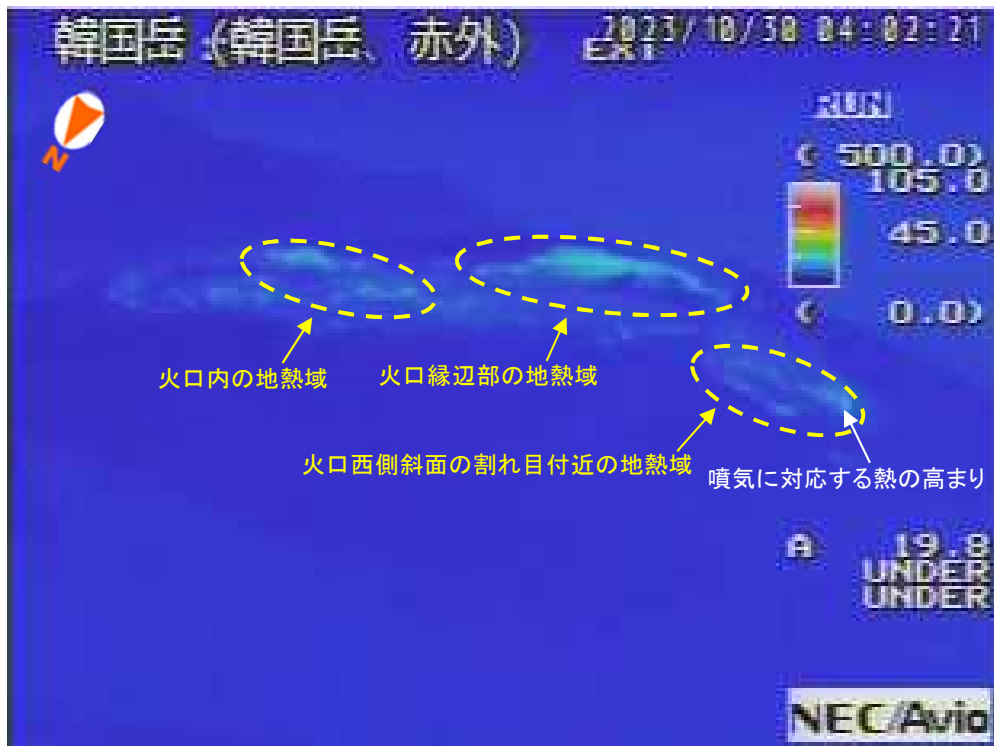 韓国岳（韓国岳、赤外）
2023/10/30 04:02:21
RUN
( 500.0)
105.0
45.0
( 0.0)
N
火口内の地熱域
火口縁辺部の地熱域
火口西側斜面の割れ目付近の地熱域
噴気に対応する熱の高まり
A 19.8
UNDER
UNDER
NEC/Avio